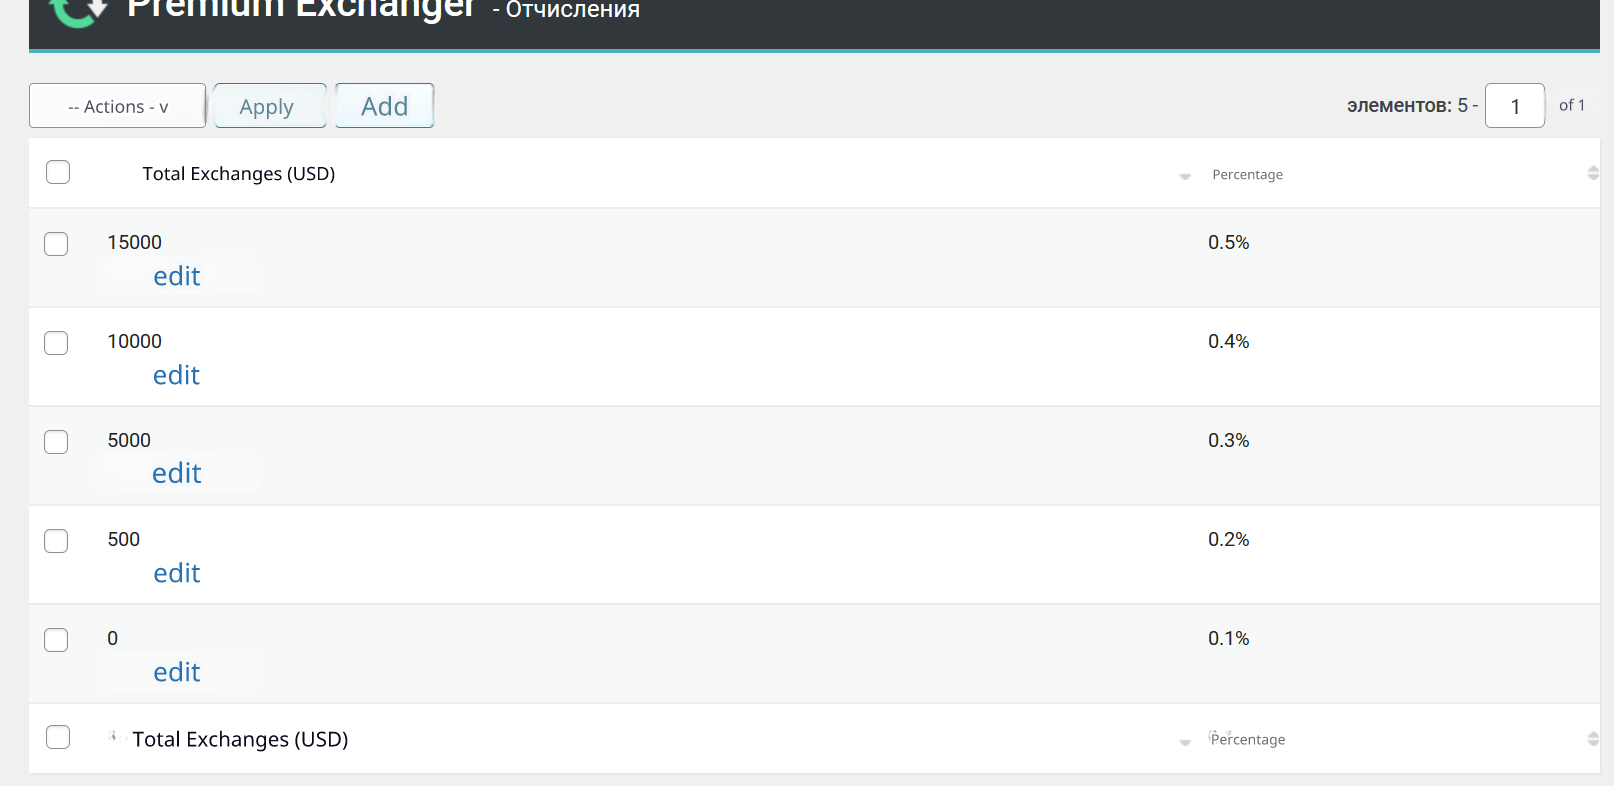 Premium Exchanger - Отчисления
-- Actions - v Apply Add элементов: 5 - 1 of 1
Total Exchanges (USD) Percentage
15000 0.5%
edit
10000 0.4%
edit
5000 0.3%
edit
500 0.2%
edit
0 0.1%
edit
Total Exchanges (USD) Percentage